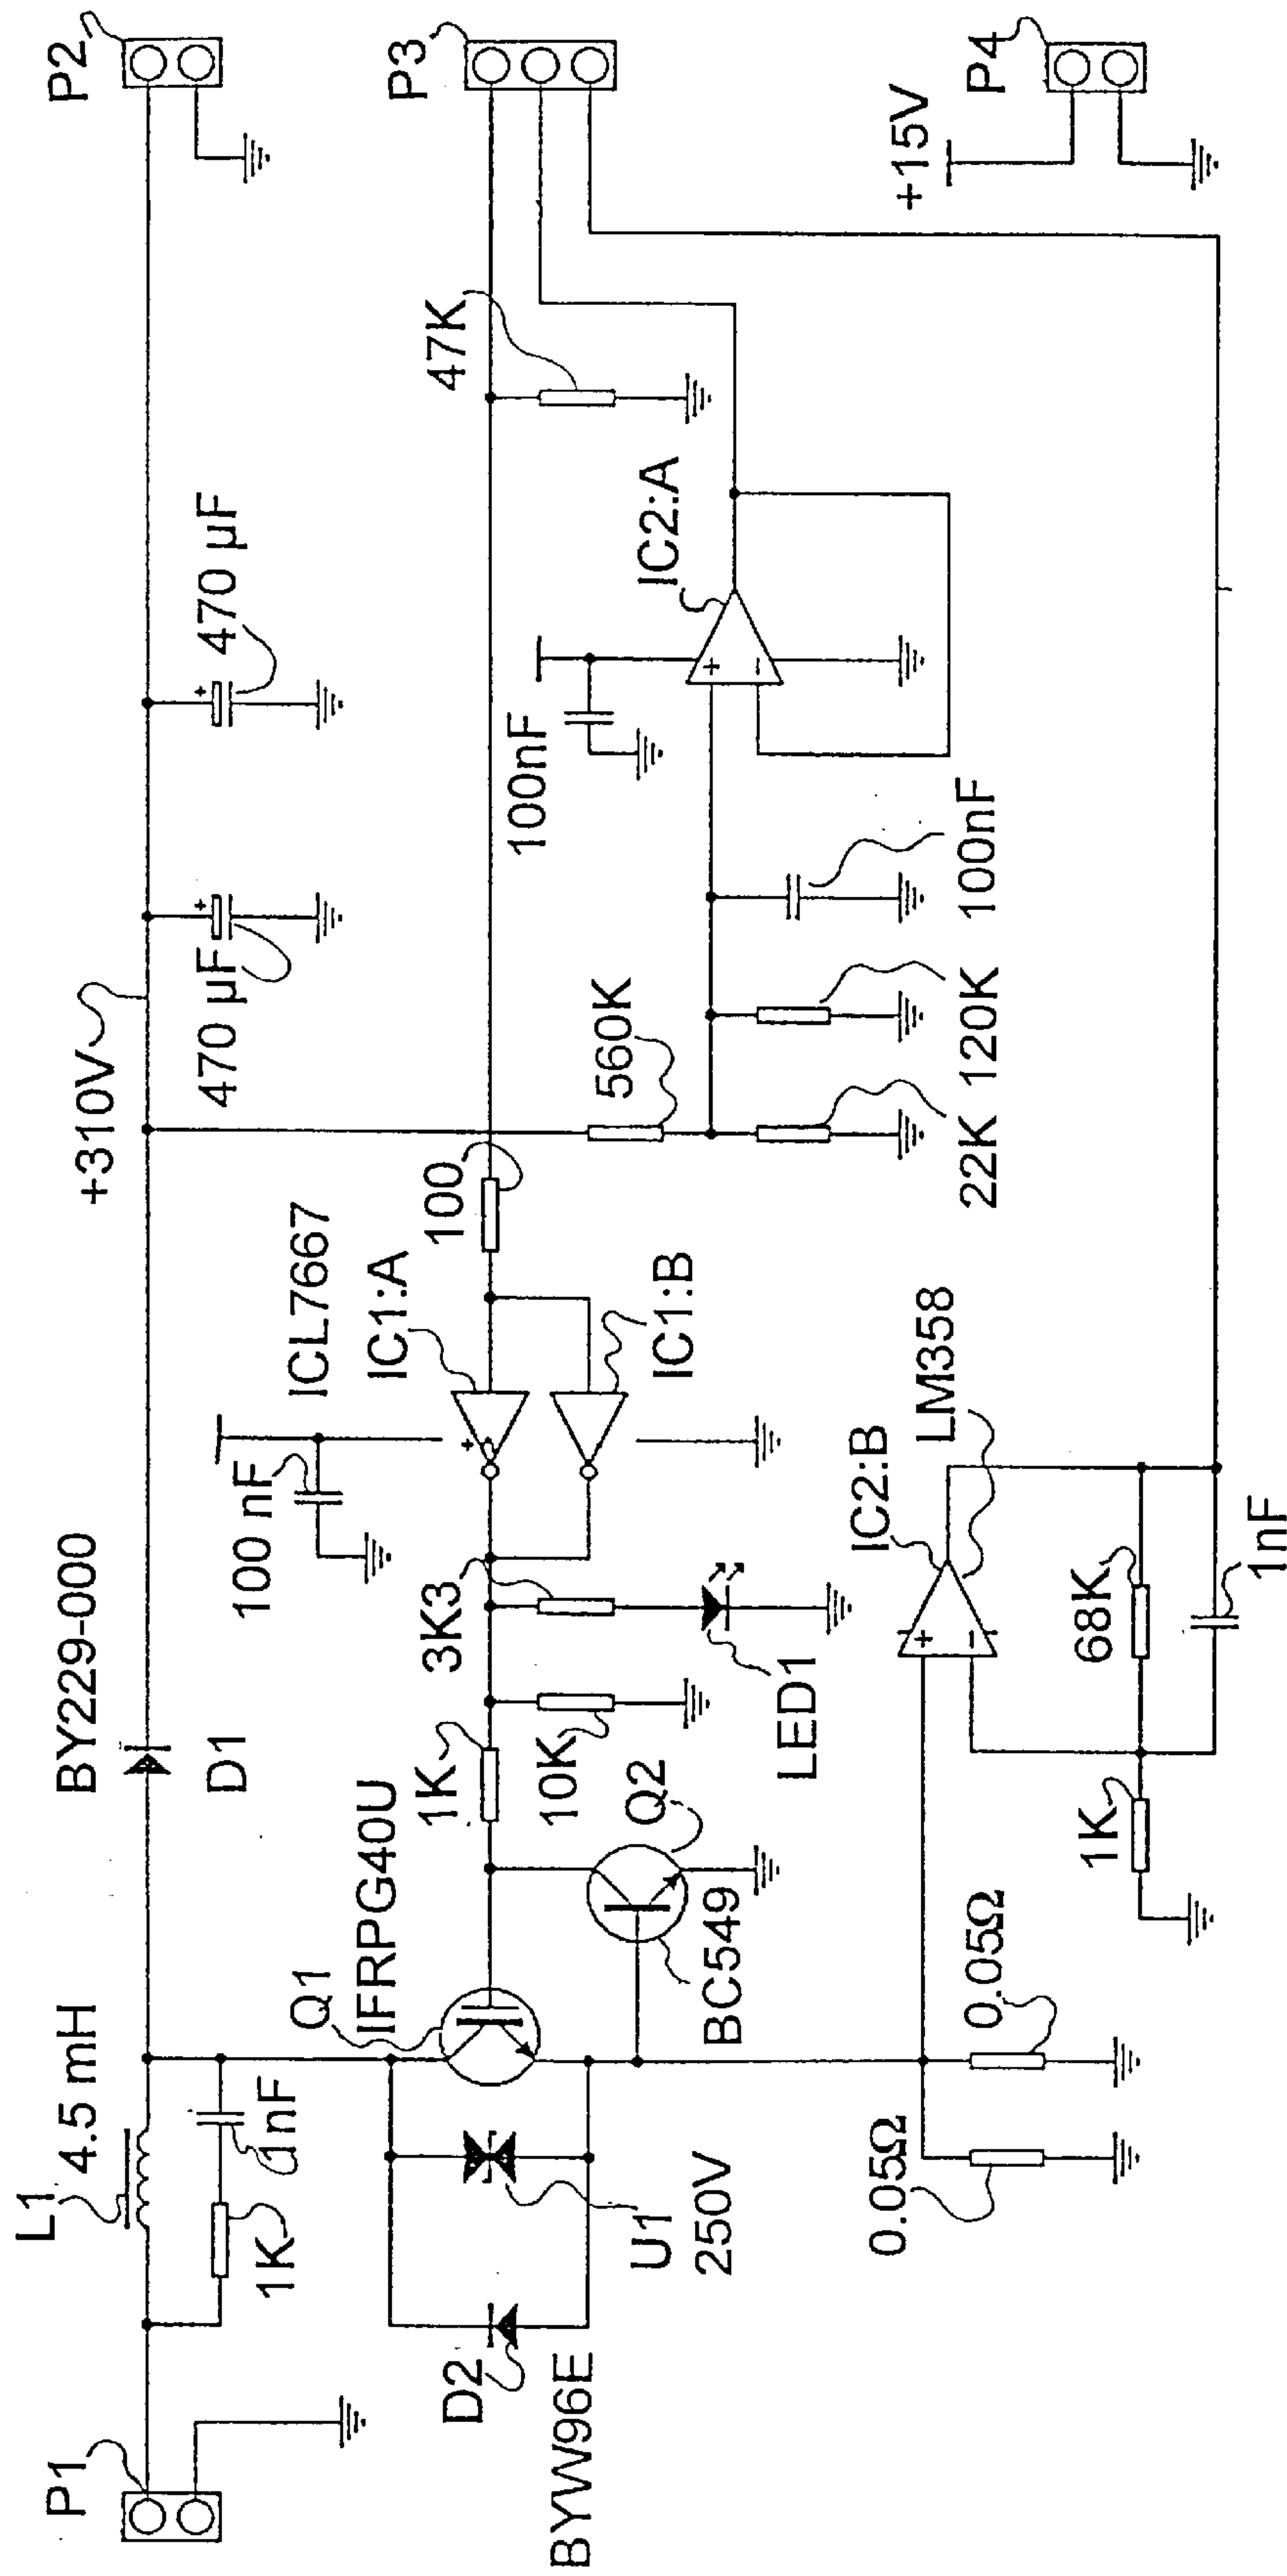 P1
L1
4.5 mH
1K
1nF
BY229-000
D1
+310V
470 µF
470 µF
P2
D2
BYW96E
U1
250V
Q1
IFRPG40U
1K
10K
3K3
LED1
Q2
BC549
100 nF
ICL7667
IC1:A
IC1:B
100
560K
22K
120K
100nF
100nF
+
-
IC2:A
47K
P3
0.05Ω
0.05Ω
1K
68K
1nF
+
-
IC2:B
LM358
+15V
P4